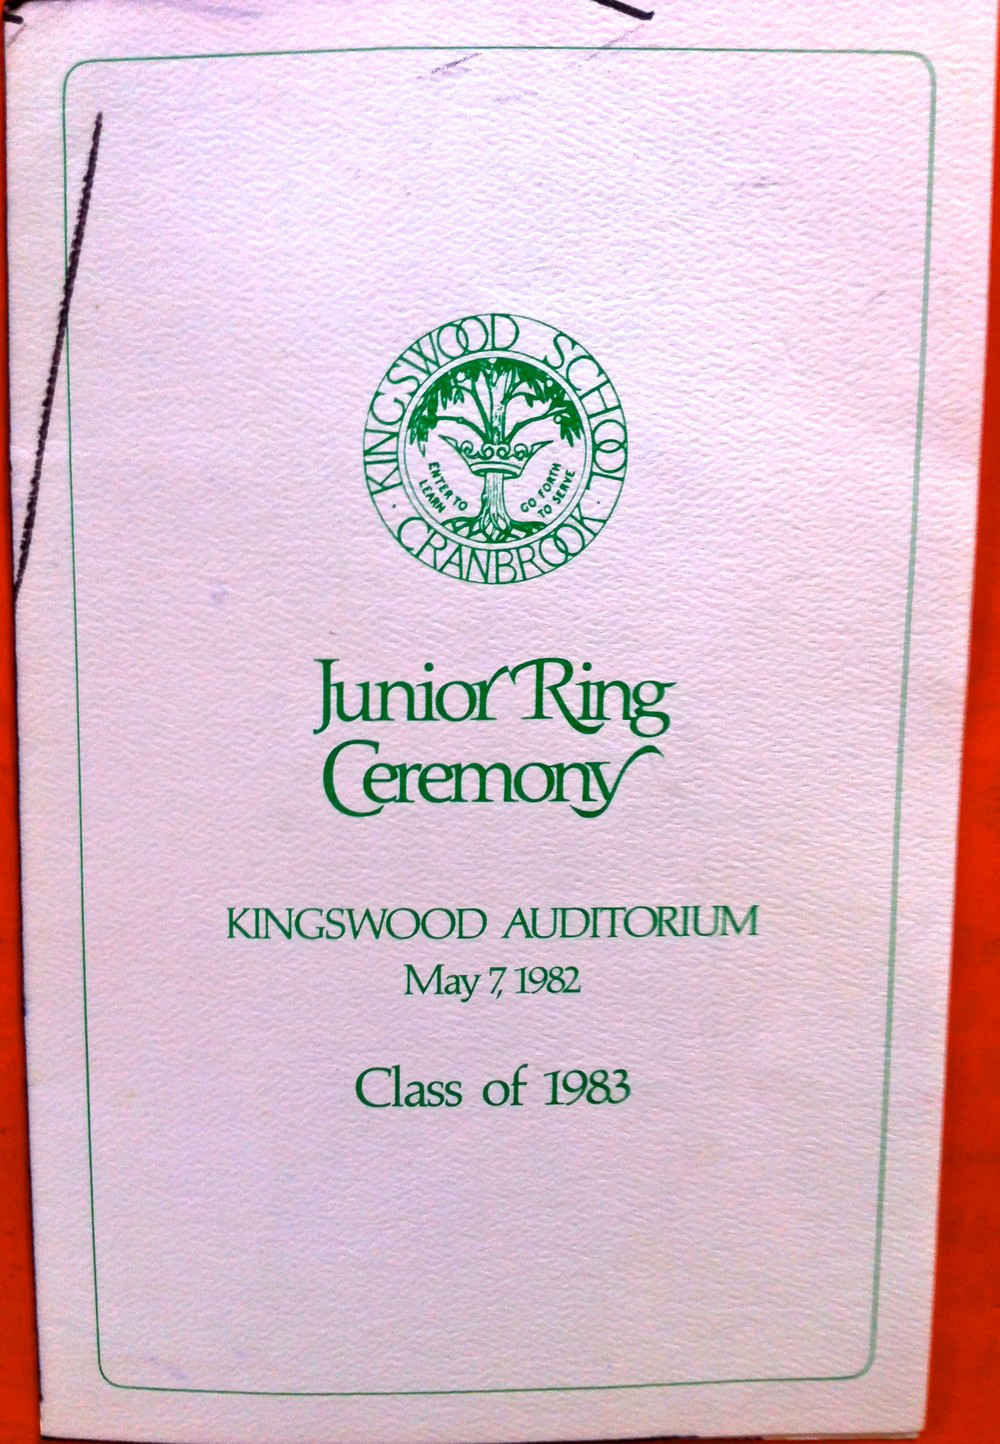 KINGSWOOD SCHOOL
· CRANBROOK ·
ENTER TO
LEARN
GO FORTH
TO SERVE
Junior Ring
Ceremony
KINGSWOOD AUDITORIUM
May 7, 1982
Class of 1983